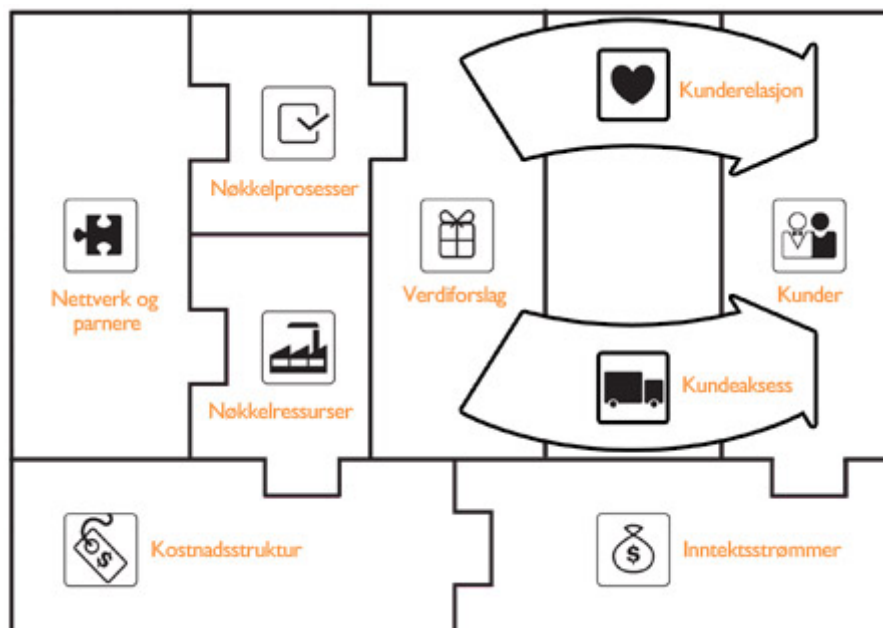 Kunderelasjon
Nøkkelprosesser
Nettverk og
parnere
Verdiforslag
Kunder
Nøkkelressurser
Kundeaksess
Kostnadsstruktur
$
Inntektsstrømmer
$